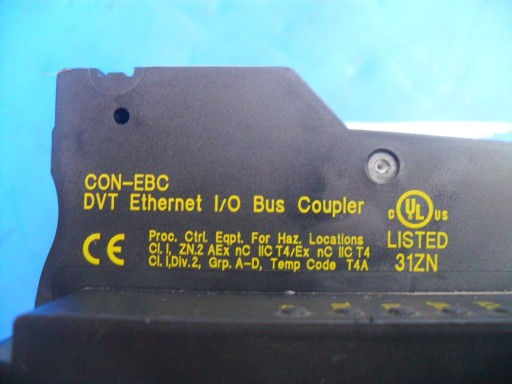 CON-EBC
DVT Ethernet I/O Bus Coupler
CE
Proc. Ctrl. Eqpt. For Haz. Locations
Cl.I, ZN.2 AEx nC IIC T4/Ex nC IIC T4
Cl. I,Div.2, Grp. A-D, Temp Code T4A
C UL US
LISTED
31ZN